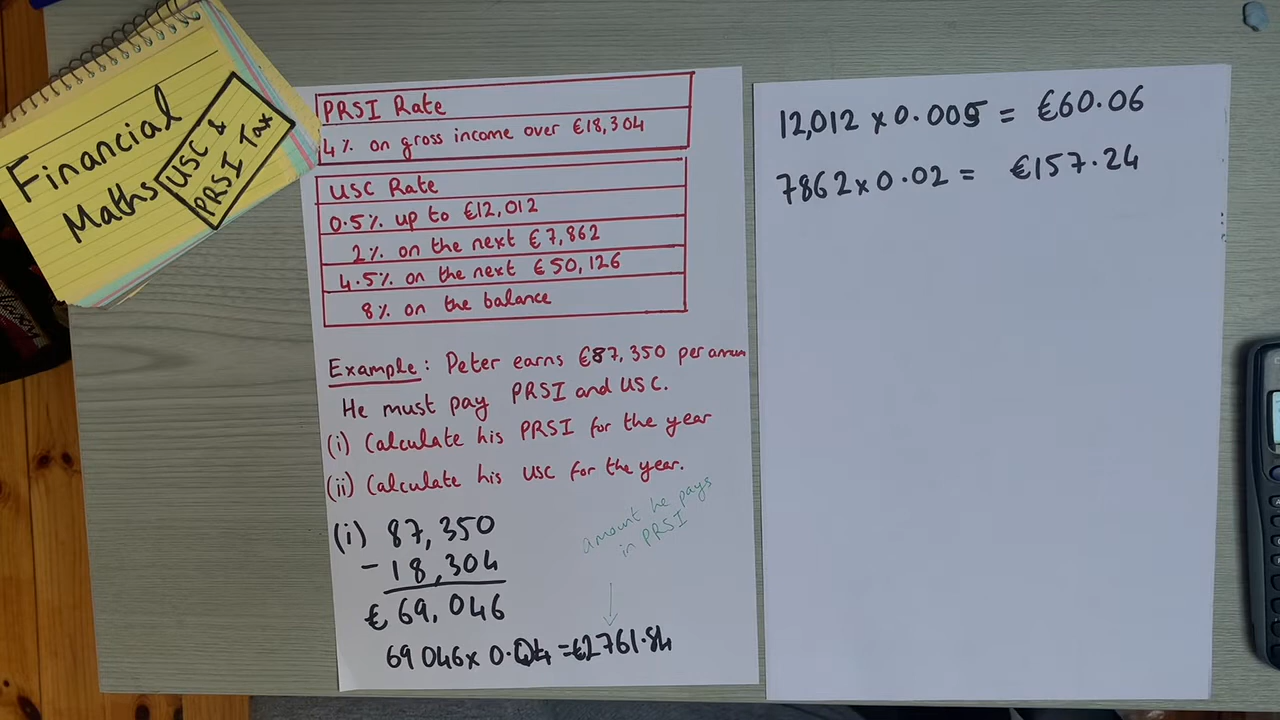 Financial
Maths
USC &
PRSI Tax
PRSI Rate
4% on gross income over €18,304
USC Rate
0.5% up to €12,012
2% on the next €7,862
4.5% on the next €50,126
8% on the balance
Example: Peter earns €87,350 per annum
He must pay PRSI and USC.
(i) Calculate his PRSI for the year
(ii) Calculate his USC for the year.
amount he pays
in PRSI
(i) 87,350
- 18,304
€69,046
69046 x 0.04 = €2761.84
12,012 x 0.005 = €60.06
7862 x 0.02 = €157.24